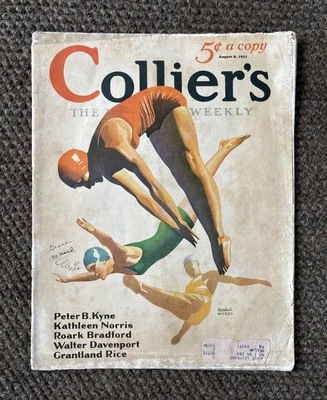 5¢ a copy
August 8, 1931
Collier's
THE WEEKLY
Peter B. Kyne
Kathleen Norris
Roark Bradford
Walter Davenport
Grantland Rice